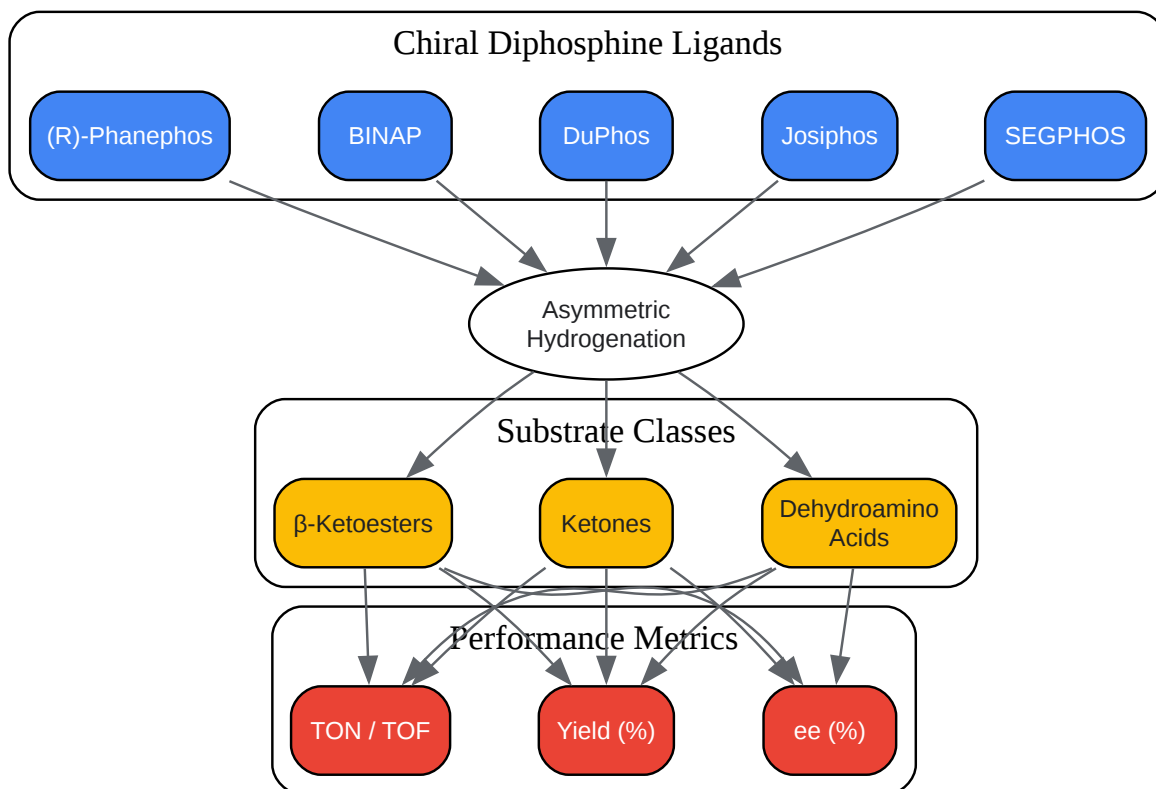 Chiral Diphosphine Ligands
(R)-Phanephos
BINAP
DuPhos
Josiphos
SEGPHOS
Asymmetric
Hydrogenation
Substrate Classes
β-Ketoesters
Ketones
Dehydroamino
Acids
Performance Metrics
TON / TOF
Yield (%)
ee (%)